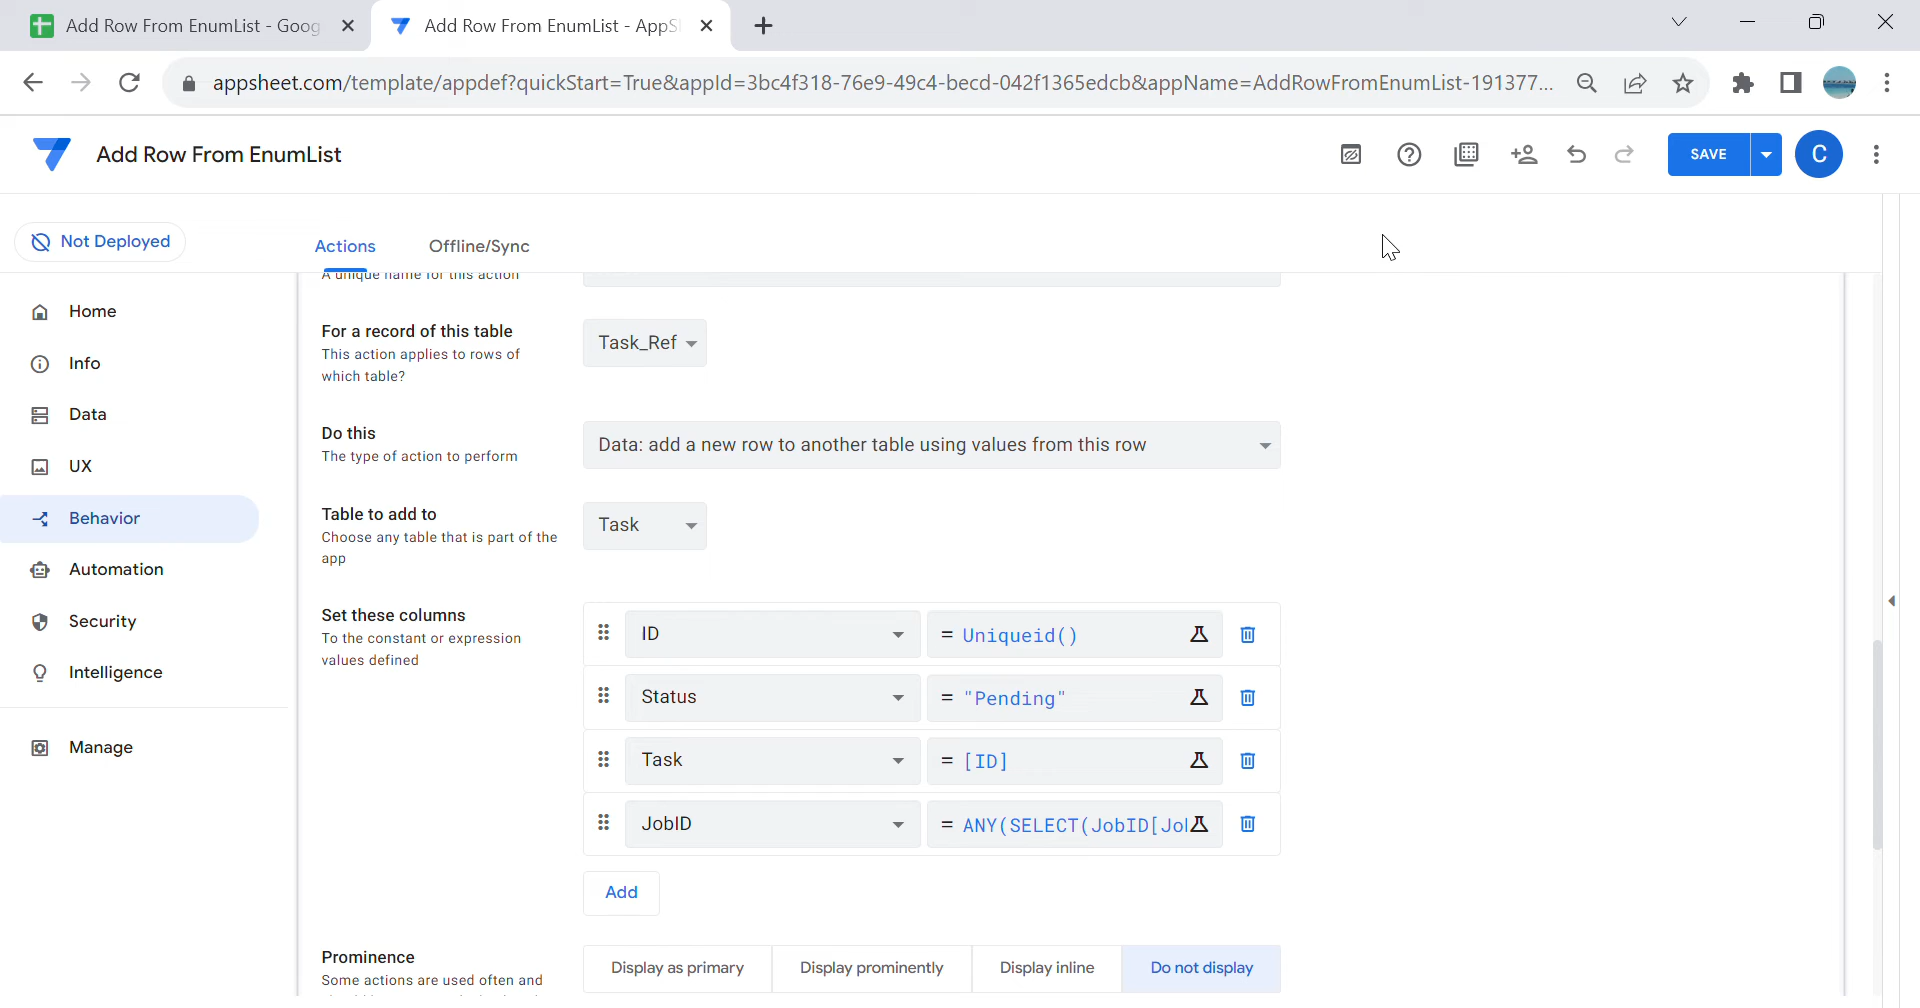 Add Row From EnumList - Goog
Add Row From EnumList - AppS
appsheet.com/template/appdef?quickStart=True&appId=3bc4f318-76e9-49c4-becd-042f1365edcb&appName=AddRowFromEnumList-191377...
Add Row From EnumList
SAVE
C
Not Deployed
Actions
Offline/Sync
A unique name for this action
Home
Info
Data
UX
Behavior
Automation
Security
Intelligence
Manage
For a record of this table
This action applies to rows of
which table?
Task_Ref
Do this
The type of action to perform
Data: add a new row to another table using values from this row
Table to add to
Choose any table that is part of the
app
Task
Set these columns
To the constant or expression
values defined
ID = Uniqueid()
Status = "Pending"
Task = [ID]
JobID = ANY(SELECT(JobID[Jol
Add
Prominence
Some actions are used often and
Display as primary
Display prominently
Display inline
Do not display